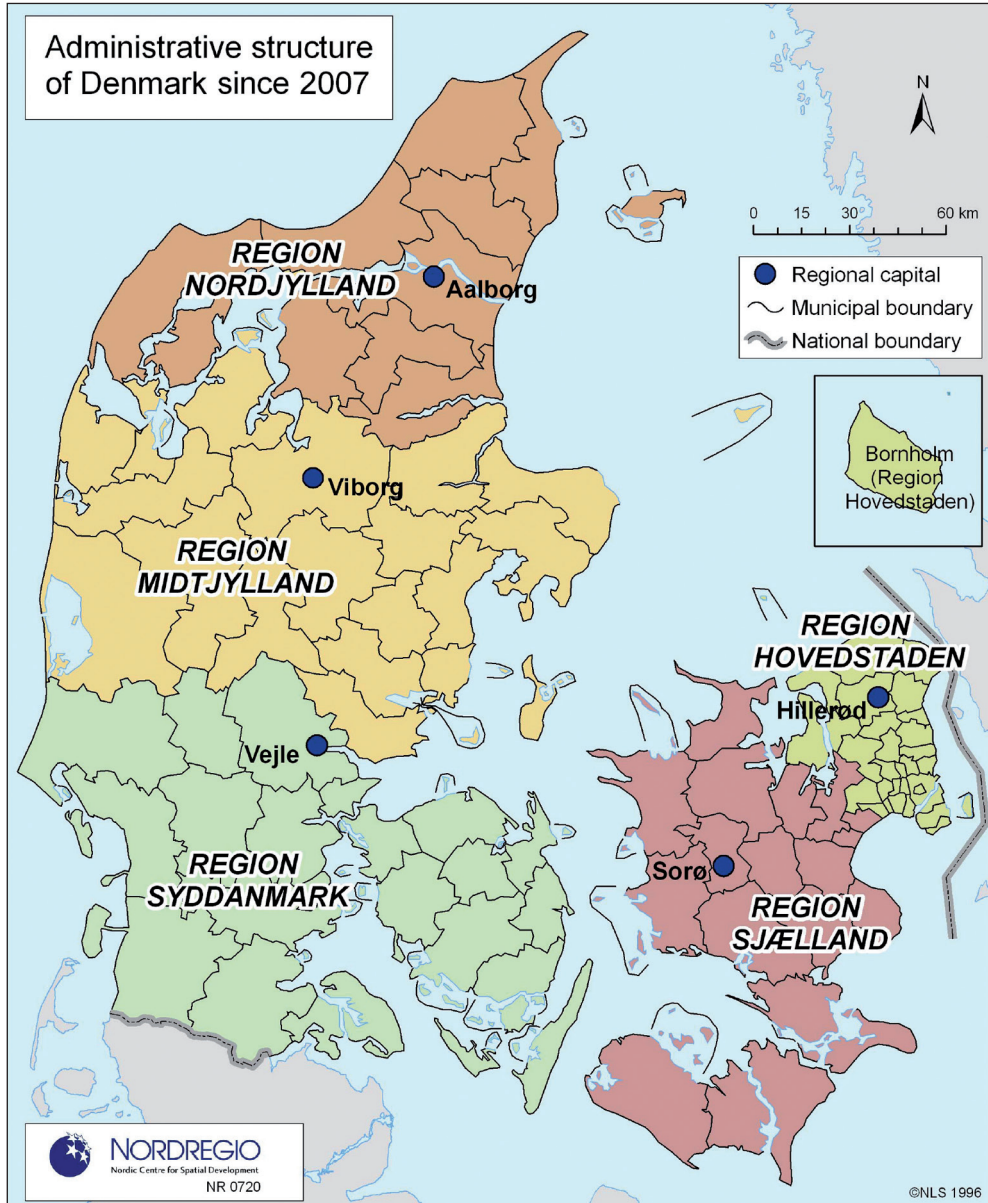 Administrative structure
of Denmark since 2007
N
0 15 30 60 km
Regional capital
Municipal boundary
National boundary
REGION
NORDJYLLAND
Aalborg
Bornholm
(Region
Hovedstaden)
Viborg
REGION
MIDTJYLLAND
REGION
HOVEDSTADEN
Hillerød
Vejle
REGION
SYDDANMARK
Sorø
REGION
SJÆLLAND
NORDREGIO
Nordic Centre for Spatial Development
NR 0720
©NLS 1996